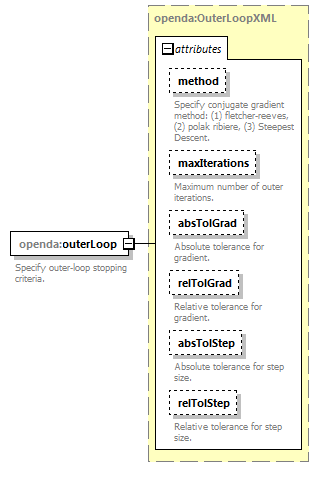 openda:OuterLoopXML
attributes
method
Specify conjugate gradient
method: (1) fletcher-reeves,
(2) polak ribiere, (3) Steepest
Descent.
maxIterations
Maximum number of outer
iterations.
absTolGrad
Absolute tolerance for
gradient.
relTolGrad
Relative tolerance for
gradient.
absTolStep
Absolute tolerance for step
size.
relTolStep
Relative tolerance for step
size.
openda:outerLoop
Specify outer-loop stopping
criteria.